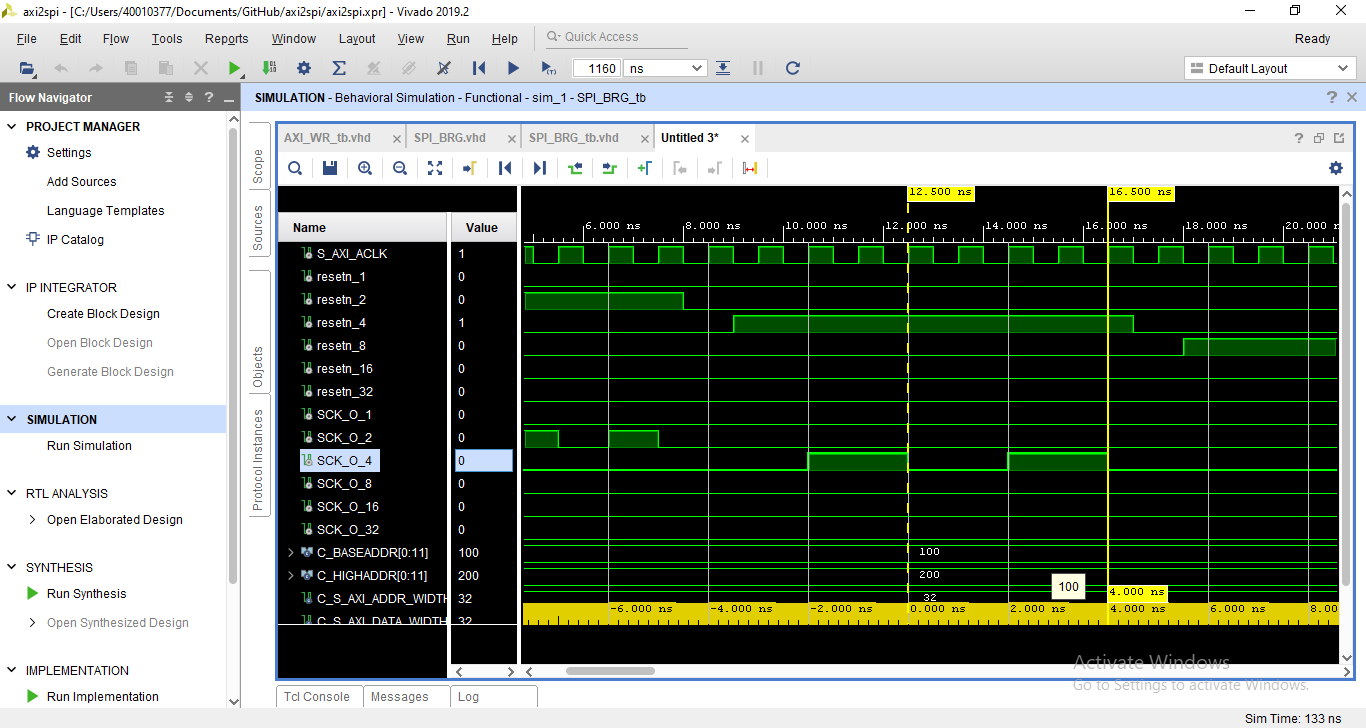 axi2spi - [C:/Users/40010377/Documents/GitHub/axi2spi/axi2spi.xpr] - Vivado 2019.2
File Edit Flow Tools Reports Window Layout View Run Help Quick Access Ready
1160 ns Default Layout
Flow Navigator
SIMULATION - Behavioral Simulation - Functional - sim_1 - SPI_BRG_tb
PROJECT MANAGER
Settings
Add Sources
Language Templates
IP Catalog
IP INTEGRATOR
Create Block Design
Open Block Design
Generate Block Design
SIMULATION
Run Simulation
RTL ANALYSIS
Open Elaborated Design
SYNTHESIS
Run Synthesis
Open Synthesized Design
IMPLEMENTATION
Run Implementation
Scope
Sources
Objects
Protocol Instances
AXI_WR_tb.vhd SPI_BRG.vhd SPI_BRG_tb.vhd Untitled 3*
12.500 ns 16.500 ns
Name Value
6.000 ns 8.000 ns 10.000 ns 12.000 ns 14.000 ns 16.000 ns 18.000 ns 20.000 n
S_AXI_ACLK 1
resetn_1 0
resetn_2 0
resetn_4 1
resetn_8 0
resetn_16 0
resetn_32 0
SCK_O_1 0
SCK_O_2 0
SCK_O_4 0
SCK_O_8 0
SCK_O_16 0
SCK_O_32 0
C_BASEADDR[0:11] 100 100
C_HIGHADDR[0:11] 200 200
100
C_S_AXI_ADDR_WIDTH 32 32
4.000 ns
C_S_AXI_DATA_WIDTH 32
-6.000 ns -4.000 ns -2.000 ns 0.000 ns 2.000 ns 4.000 ns 6.000 ns 8.00
Activate Windows
Go to Settings to activate Windows.
Tcl Console Messages Log
Sim Time: 133 ns